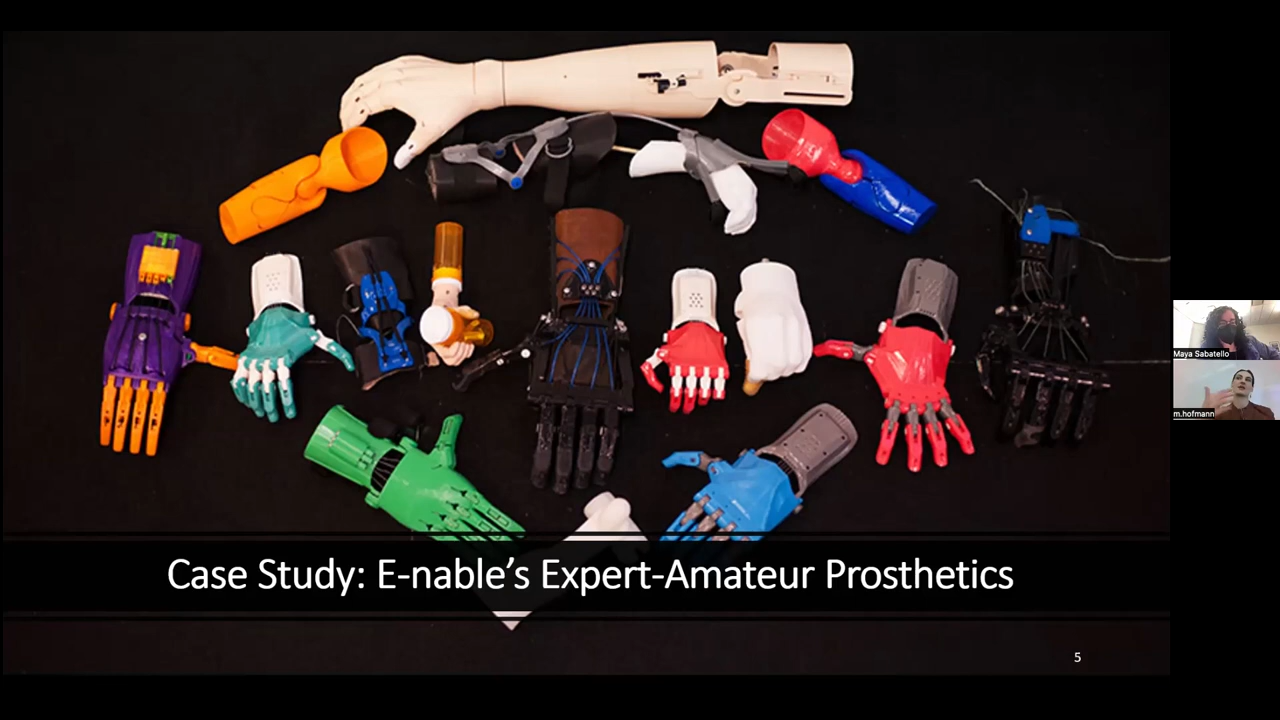 Case Study: E-nable’s Expert-Amateur Prosthetics
5
Maya Sabatello
m.hofmann